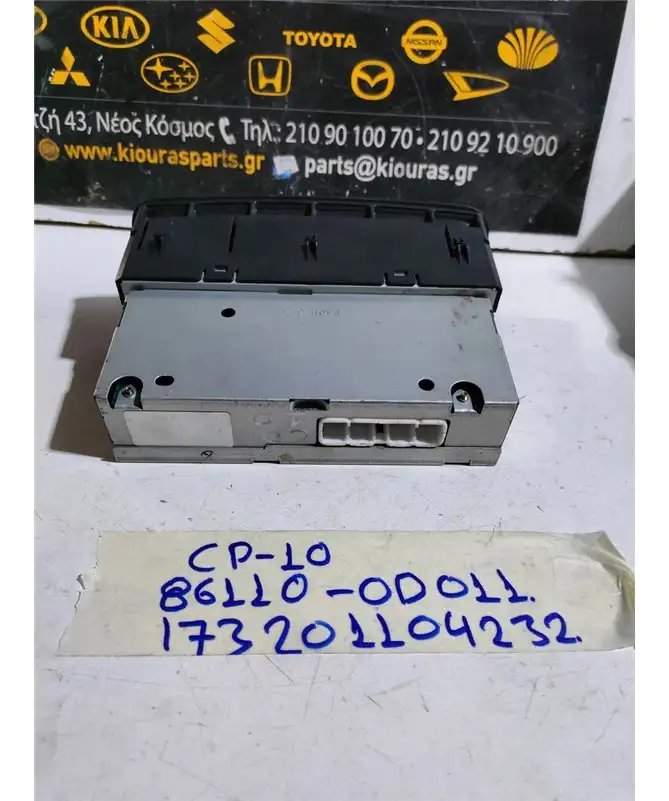 KIA
TOYOTA
NISSAN
τζή 43, Νέος Κόσμος Τηλ.: 210 90 100 70 • 210 92 10 900
www.kiourasparts.gr parts@kiouras.gr
CP-10
86110-0D011.
173201104232.